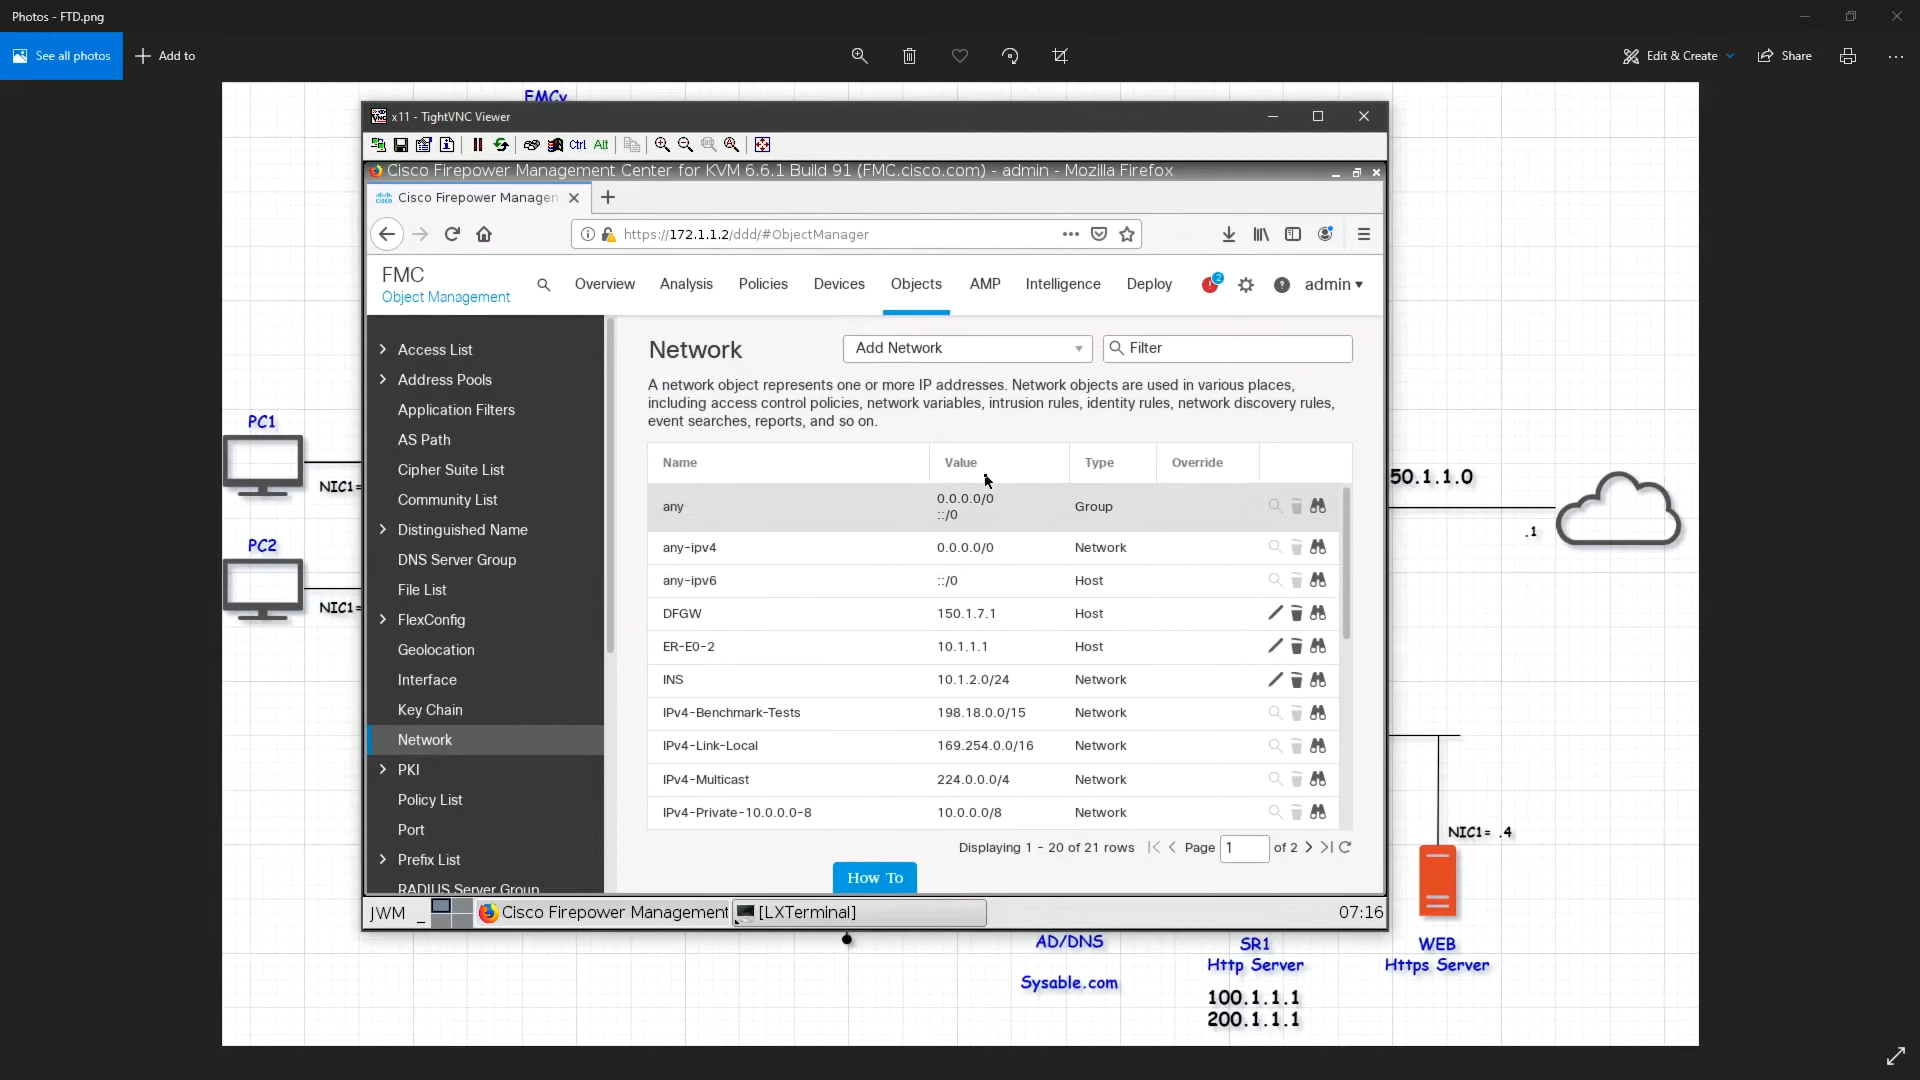 Photos - FTD.png
See all photos
Add to
Edit & Create
Share
FMCv
x11 - TightVNC Viewer
Ctrl Alt
Cisco Firepower Management Center for KVM 6.6.1 Build 91 (FMC.cisco.com) - admin - Mozilla Firefox
Cisco Firepower Managen
https://172.1.1.2/ddd/#ObjectManager
FMC
Object Management
Overview Analysis Policies Devices Objects AMP Intelligence Deploy 2 admin
Access List
Address Pools
Application Filters
AS Path
Cipher Suite List
Community List
Distinguished Name
DNS Server Group
File List
FlexConfig
Geolocation
Interface
Key Chain
Network
PKI
Policy List
Port
Prefix List
RADIUS Server Group
Network
Add Network
Filter
A network object represents one or more IP addresses. Network objects are used in various places,
including access control policies, network variables, intrusion rules, identity rules, network discovery rules,
event searches, reports, and so on.
Name Value Type Override
any 0.0.0.0/0 Group
::/0
any-ipv4 0.0.0.0/0 Network
any-ipv6 ::/0 Host
DFGW 150.1.7.1 Host
ER-E0-2 10.1.1.1 Host
INS 10.1.2.0/24 Network
IPv4-Benchmark-Tests 198.18.0.0/15 Network
IPv4-Link-Local 169.254.0.0/16 Network
IPv4-Multicast 224.0.0.0/4 Network
IPv4-Private-10.0.0.0-8 10.0.0.0/8 Network
Displaying 1 - 20 of 21 rows Page 1 of 2
How To
JWM _ Cisco Firepower Management [LXTerminal] 07:16
PC1
NIC1=
PC2
NIC1=
50.1.1.0
.1
NIC1= .4
AD/DNS
Sysable.com
SR1
Http Server
100.1.1.1
200.1.1.1
WEB
Https Server